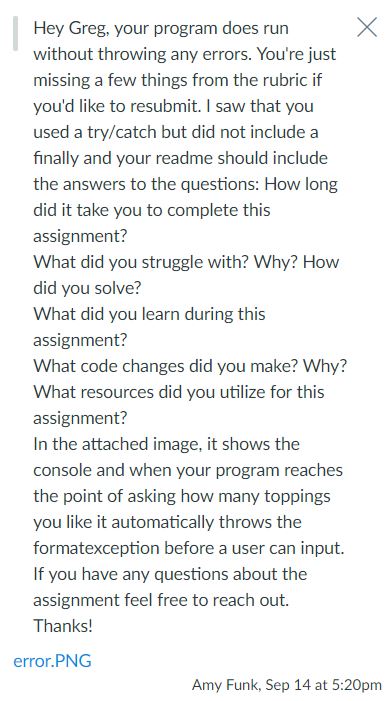 Hey Greg, your program does run
without throwing any errors. You're just
missing a few things from the rubric if
you'd like to resubmit. I saw that you
used a try/catch but did not include a
finally and your readme should include
the answers to the questions: How long
did it take you to complete this
assignment?
What did you struggle with? Why? How
did you solve?
What did you learn during this
assignment?
What code changes did you make? Why?
What resources did you utilize for this
assignment?
In the attached image, it shows the
console and when your program reaches
the point of asking how many toppings
you like it automatically throws the
formatexception before a user can input.
If you have any questions about the
assignment feel free to reach out.
Thanks!
error.PNG
Amy Funk, Sep 14 at 5:20pm